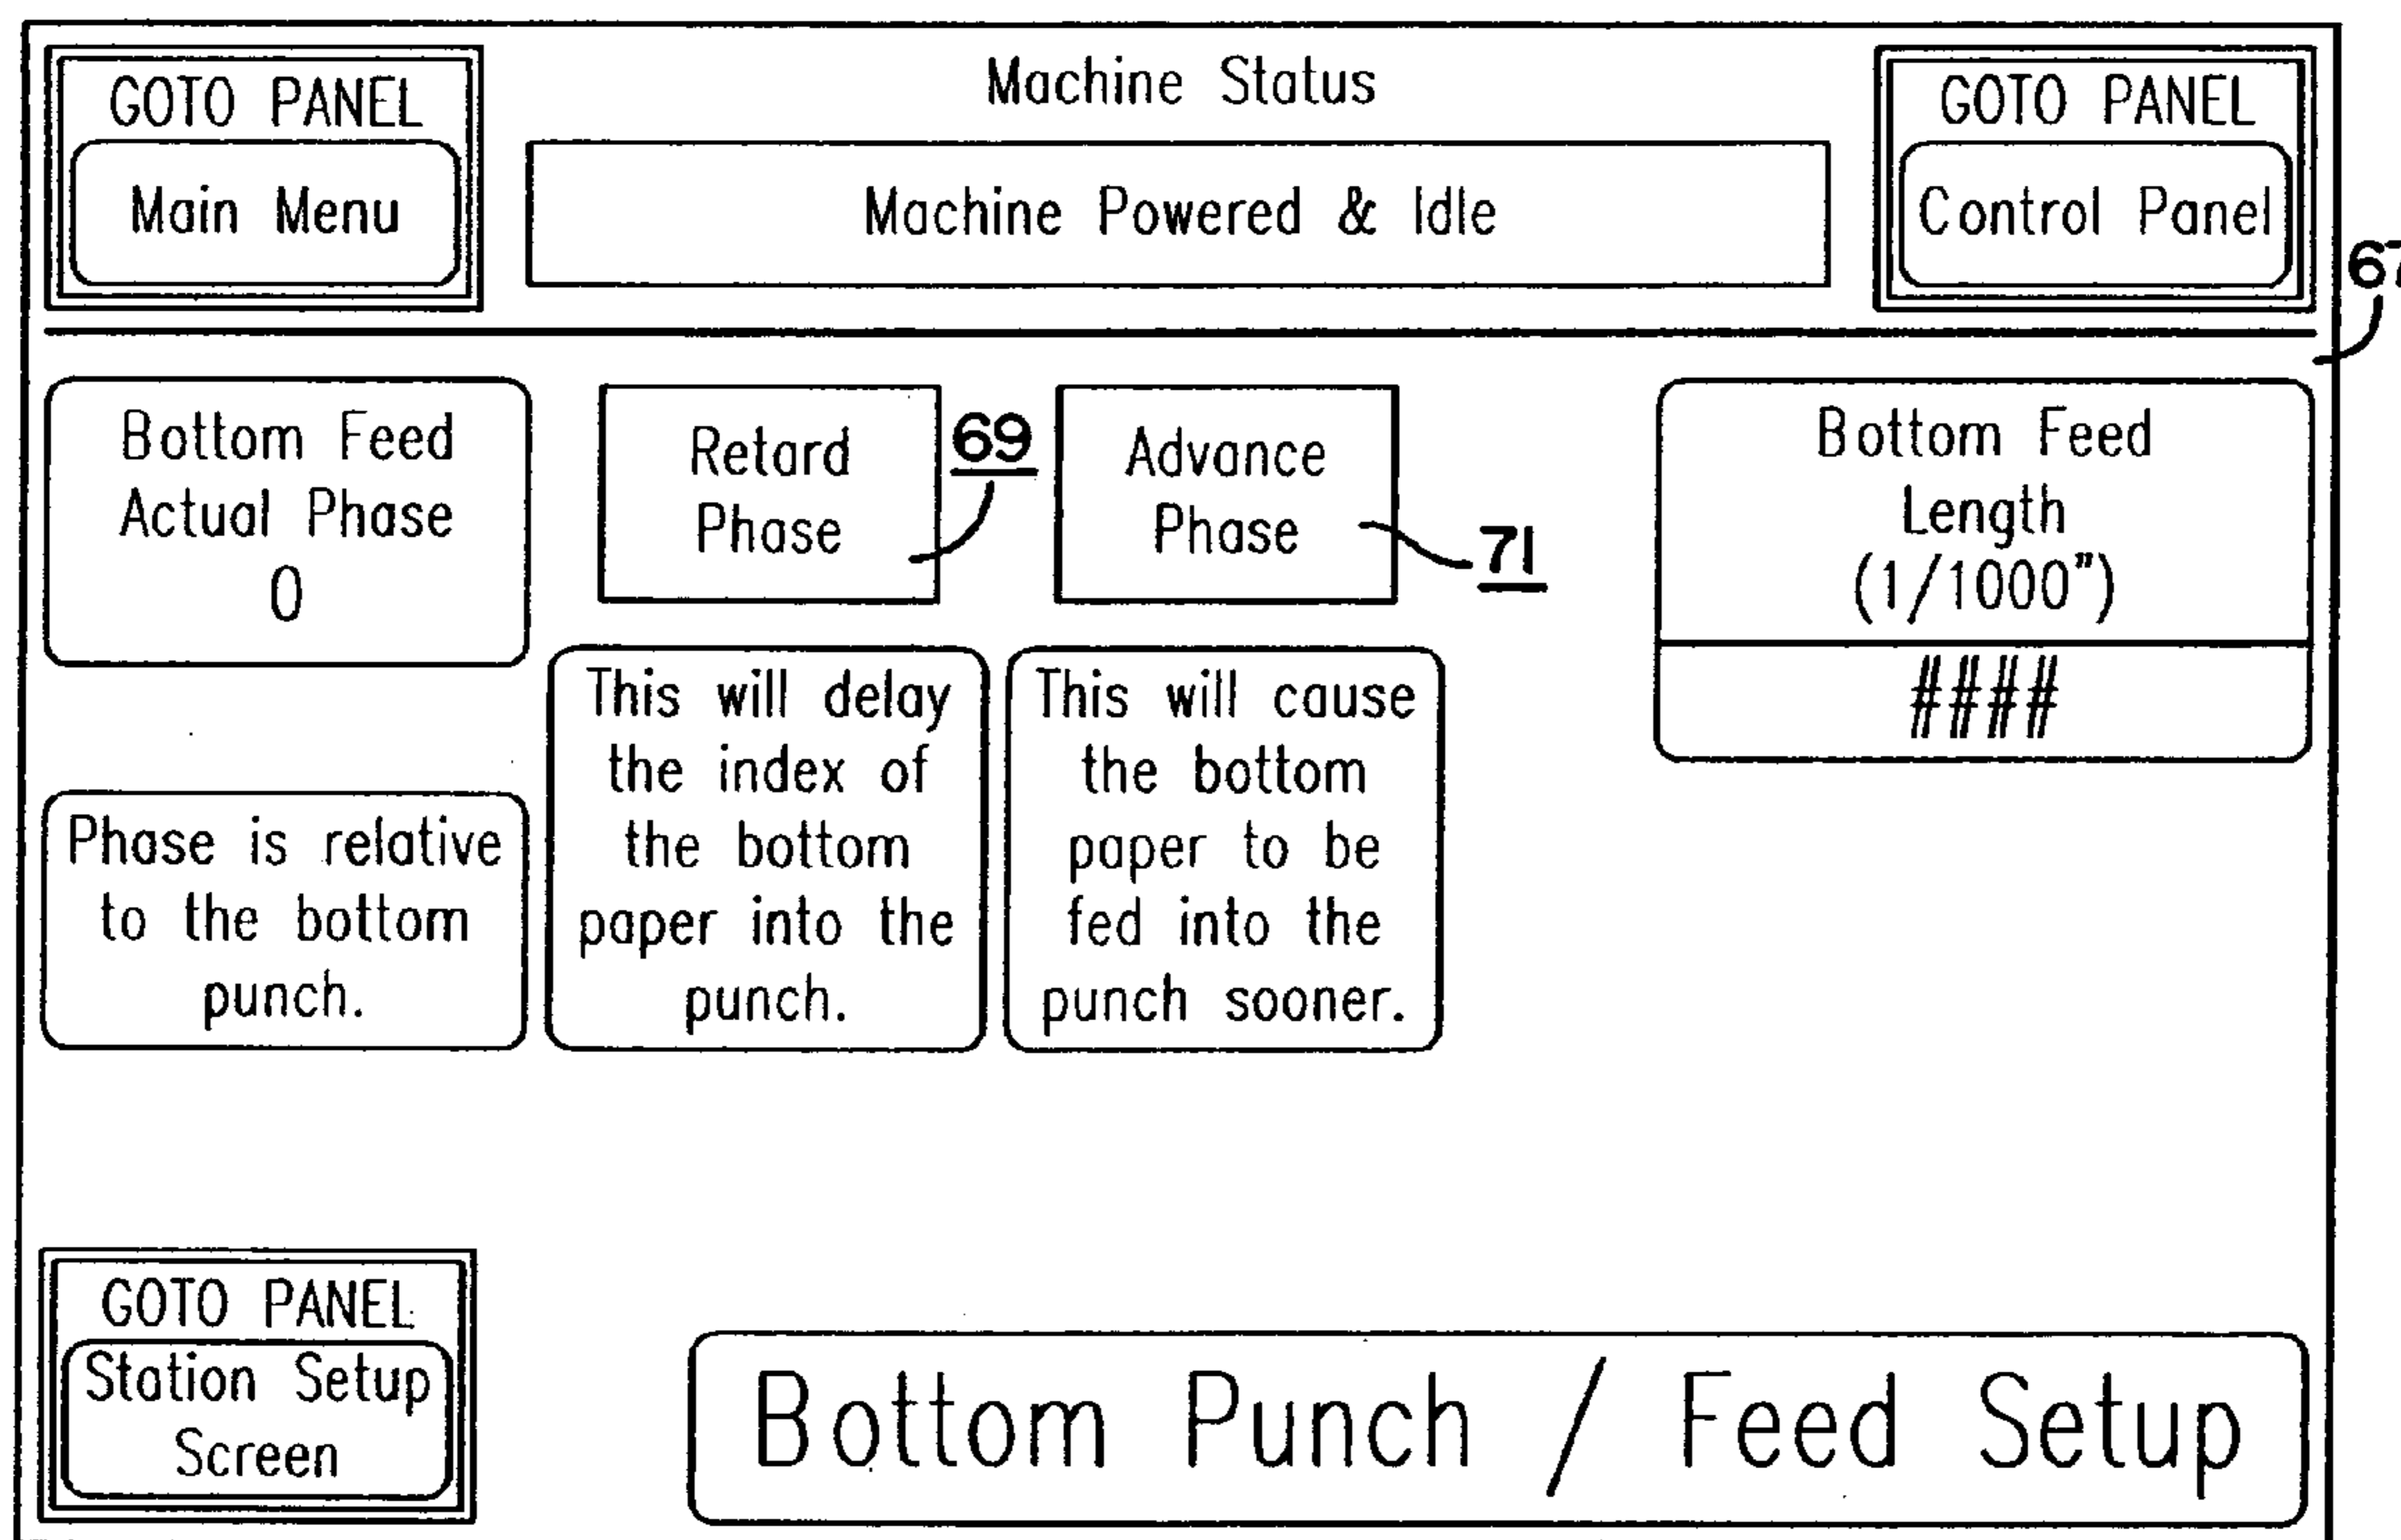 GOTO PANEL
Main Menu
Machine Status
Machine Powered & Idle
GOTO PANEL
Control Panel
67
Bottom Feed
Actual Phase
0
Retard
Phase
69
Advance
Phase
71
Bottom Feed
Length
(1/1000")
####
Phase is relative
to the bottom
punch.
This will delay
the index of
the bottom
paper into the
punch.
This will cause
the bottom
paper to be
fed into the
punch sooner.
GOTO PANEL
Station Setup
Screen
Bottom Punch / Feed Setup